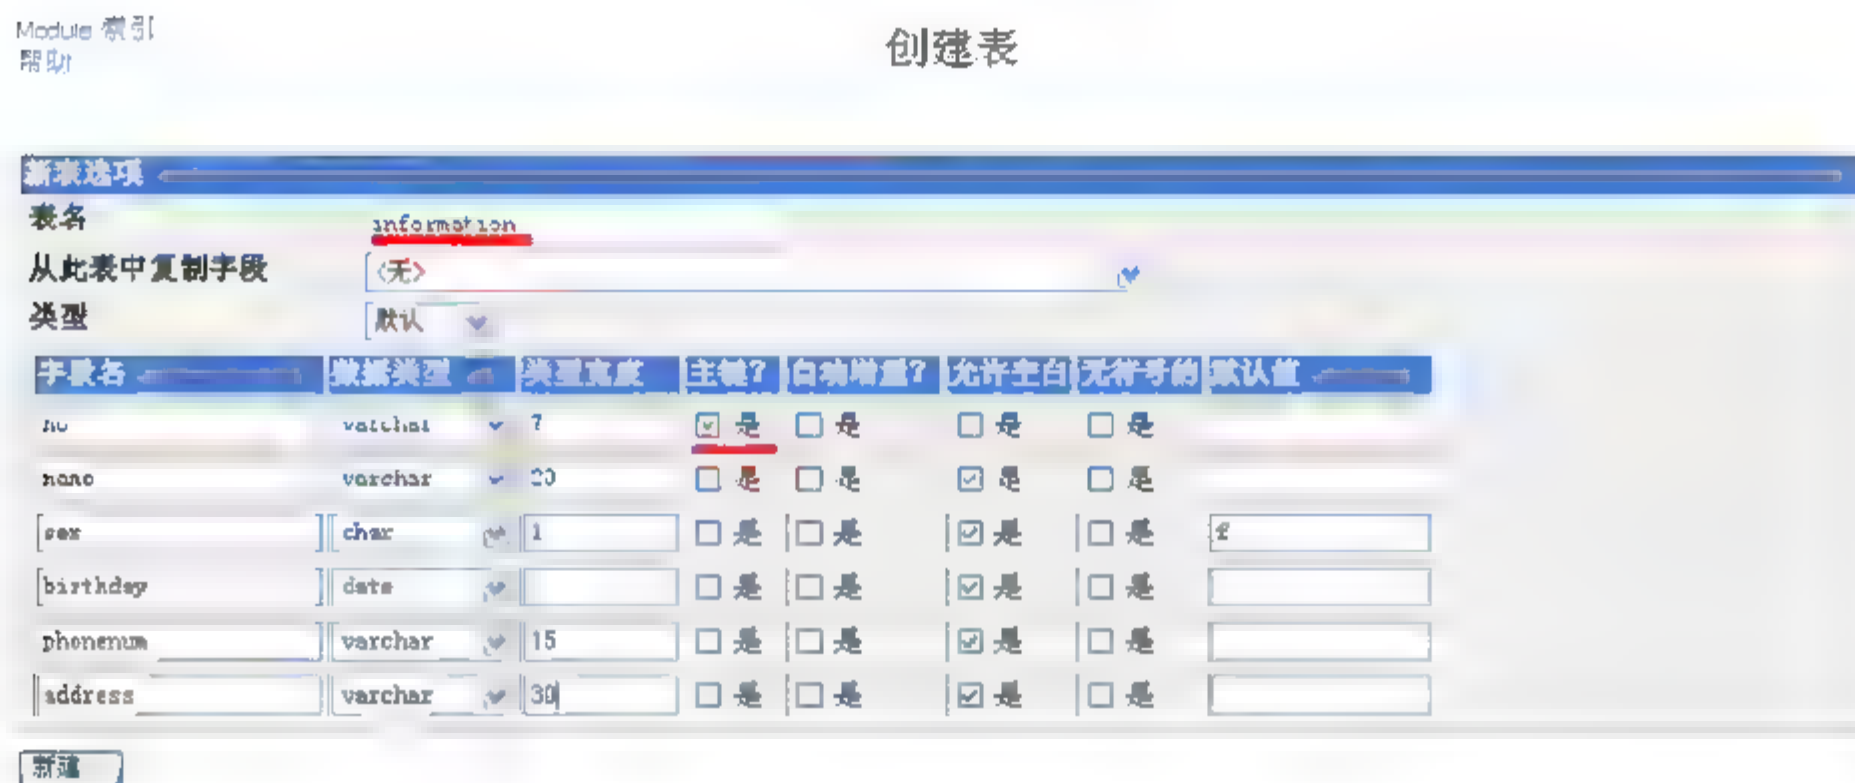 Module 索引
帮助
创建表
新表选项
表名 information
从此表中复制字段 <无>
类型 默认
字段名 数据类型 类型宽度 主键? 自动增量? 允许空白 无符号的 默认值
no varchar 7 是 是 是 是
name varchar 20 是 是 是 是
sex char 1 是 是 是 是 f
birthday date 是 是 是 是
phonenum varchar 15 是 是 是 是
address varchar 30 是 是 是 是
新建